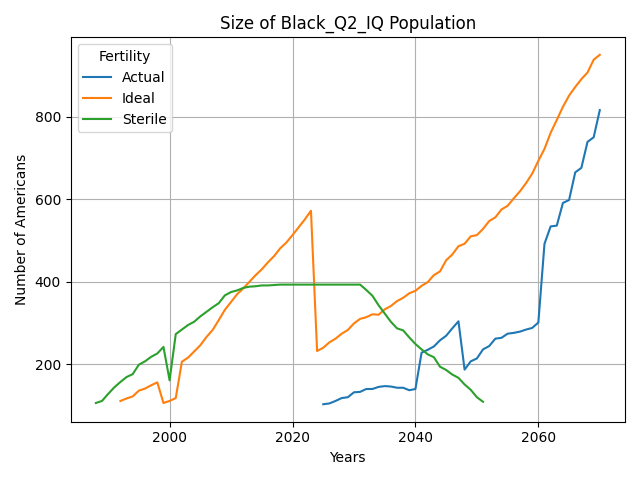 Size of Black_Q2_IQ Population
Fertility
Actual
Ideal
Sterile
Number of Americans
800
600
400
200
2000
2020
2040
2060
Years